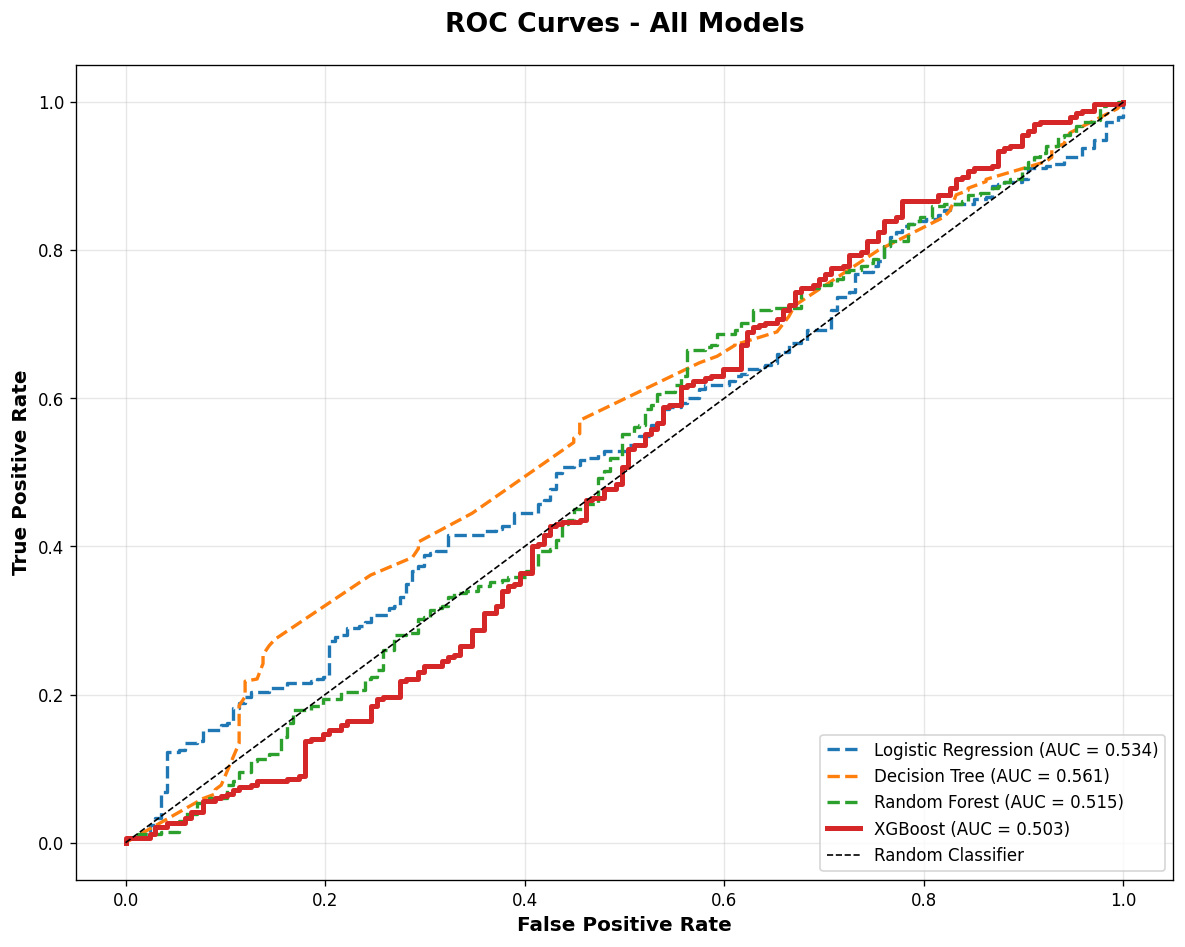 ROC Curves - All Models
True Positive Rate
1.0
0.8
0.6
0.4
0.2
0.0
0.0 0.2 0.4 0.6 0.8 1.0
False Positive Rate
Logistic Regression (AUC = 0.534)
Decision Tree (AUC = 0.561)
Random Forest (AUC = 0.515)
XGBoost (AUC = 0.503)
Random Classifier